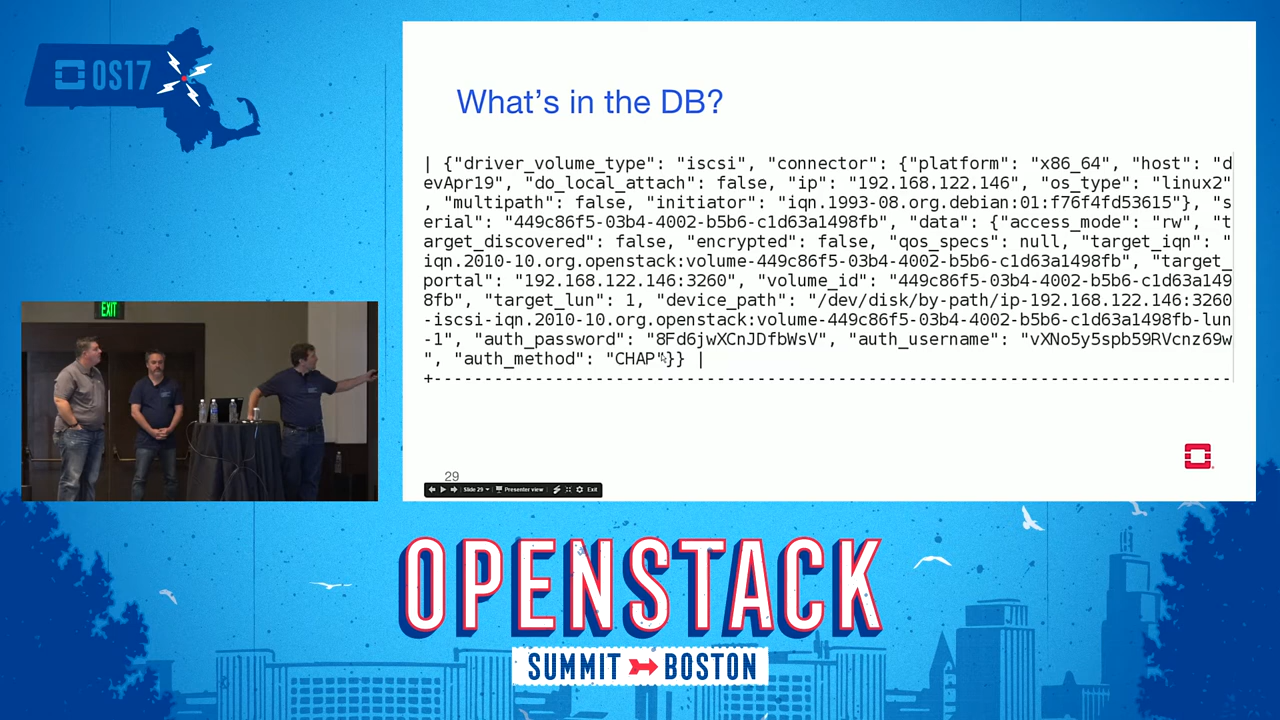 OS17
What's in the DB?
| {"driver_volume_type": "iscsi", "connector": {"platform": "x86_64", "host": "d
evApr19", "do_local_attach": false, "ip": "192.168.122.146", "os_type": "linux2"
, "multipath": false, "initiator": "iqn.1993-08.org.debian:01:f76f4fd53615"}, "s
erial": "449c86f5-03b4-4002-b5b6-c1d63a1498fb", "data": {"access_mode": "rw", "t
arget_discovered": false, "encrypted": false, "qos_specs": null, "target_iqn": "
iqn.2010-10.org.openstack:volume-449c86f5-03b4-4002-b5b6-c1d63a1498fb", "target_
portal": "192.168.122.146:3260", "volume_id": "449c86f5-03b4-4002-b5b6-c1d63a149
8fb", "target_lun": 1, "device_path": "/dev/disk/by-path/ip-192.168.122.146:3260
-iscsi-iqn.2010-10.org.openstack:volume-449c86f5-03b4-4002-b5b6-c1d63a1498fb-lun
-1", "auth_password": "8Fd6jwXCnJDfbWsV", "auth_username": "vXNo5y5spb59RVcnz69w
", "auth_method": "CHAP"}} |
+-------------------------------------------------------------------------------
29
Slide 29 Presenter view Exit
EXIT
OPENSTACK
SUMMIT BOSTON